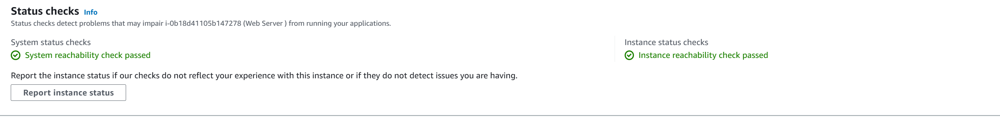 Status checks Info
Status checks detect problems that may impair i-0b18d41105b147278 (Web Server ) from running your applications.
System status checks
System reachability check passed
Instance status checks
Instance reachability check passed
Report the instance status if our checks do not reflect your experience with this instance or if they do not detect issues you are having.
Report instance status